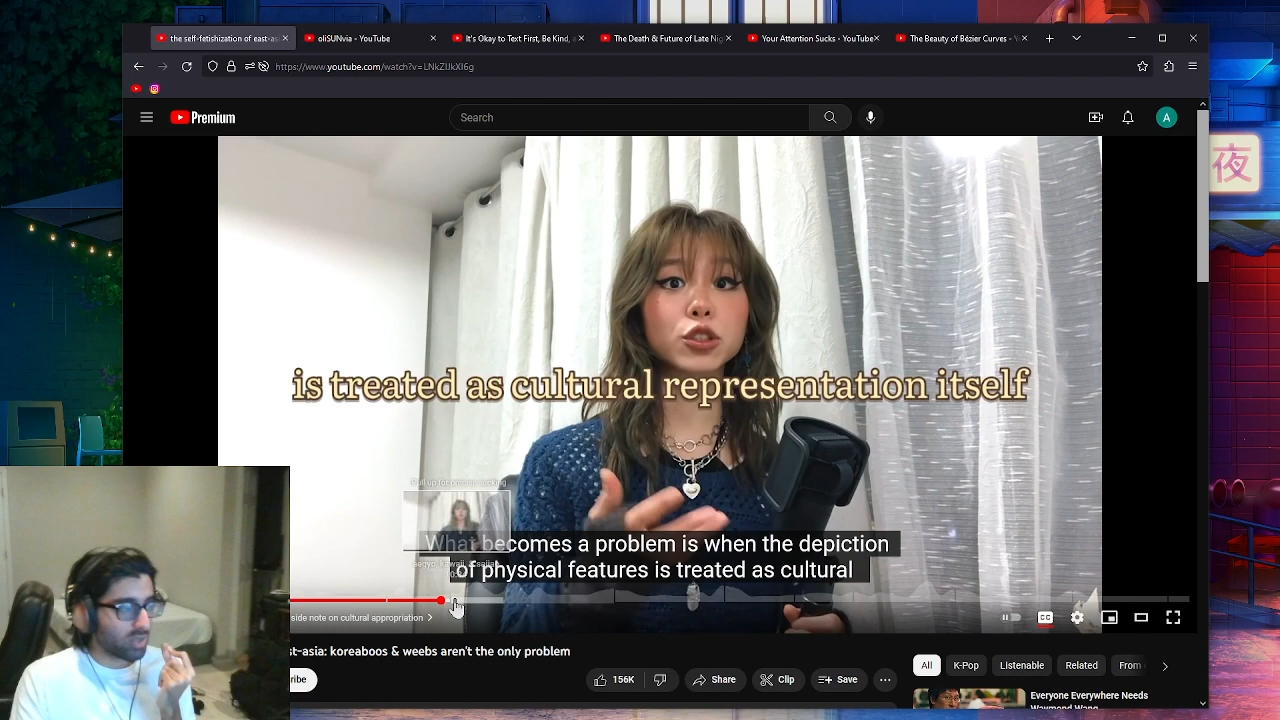 the self-fetishization of east-as
oliSUNvia - YouTube
It's Okay to Text First, Be Kind, a
The Death & Future of Late Nig
Your Attention Sucks - YouTube
The Beauty of Bézier Curves - Yo
https://www.youtube.com/watch?v=LNkZlJkXl6g
Premium
Search
A
夜
is treated as cultural representation itself
What becomes a problem is when the depiction
of physical features is treated as cultural
side note on cultural appropriation
CC
st-asia: koreaboos & weebs aren't the only problem
ribe
156K
Share
Clip
Save
All
K-Pop
Listenable
Related
From
Everyone Everywhere Needs
Waymond Wang